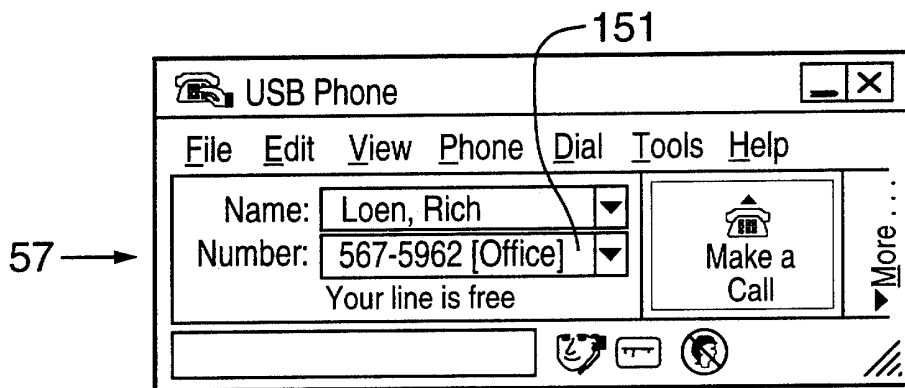 151
USB Phone
File Edit View Phone Dial Tools Help
Name: Loen, Rich
Number: 567-5962 [Office]
Your line is free
Make a
Call
More...
57